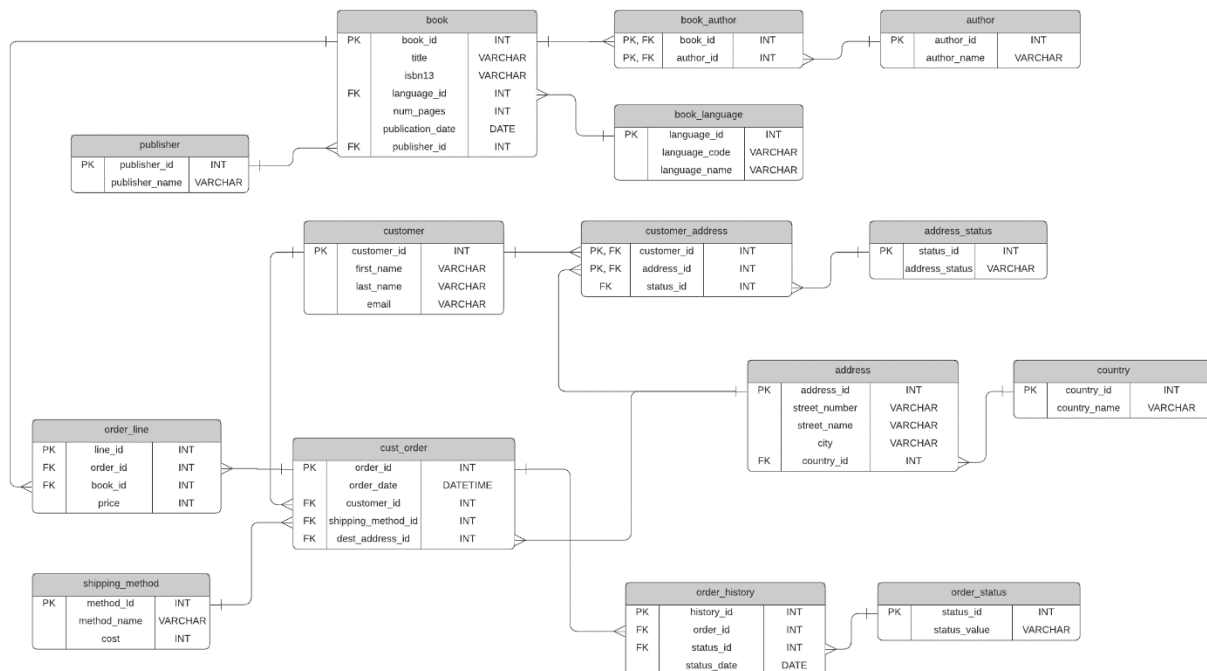 book
PK book_id INT
title VARCHAR
isbn13 VARCHAR
FK language_id INT
num_pages INT
publication_date DATE
FK publisher_id INT
book_author
PK, FK book_id INT
PK, FK author_id INT
author
PK author_id INT
author_name VARCHAR
book_language
PK language_id INT
language_code VARCHAR
language_name VARCHAR
publisher
PK publisher_id INT
publisher_name VARCHAR
customer
PK customer_id INT
first_name VARCHAR
last_name VARCHAR
email VARCHAR
customer_address
PK, FK customer_id INT
PK, FK address_id INT
FK status_id INT
address_status
PK status_id INT
address_status VARCHAR
address
PK address_id INT
street_number VARCHAR
street_name VARCHAR
city VARCHAR
FK country_id INT
country
PK country_id INT
country_name VARCHAR
order_line
PK line_id INT
FK order_id INT
FK book_id INT
price INT
cust_order
PK order_id INT
order_date DATETIME
FK customer_id INT
FK shipping_method_id INT
FK dest_address_id INT
shipping_method
PK method_Id INT
method_name VARCHAR
cost INT
order_history
PK history_id INT
FK order_id INT
FK status_id INT
status_date DATE
order_status
PK status_id INT
status_value VARCHAR